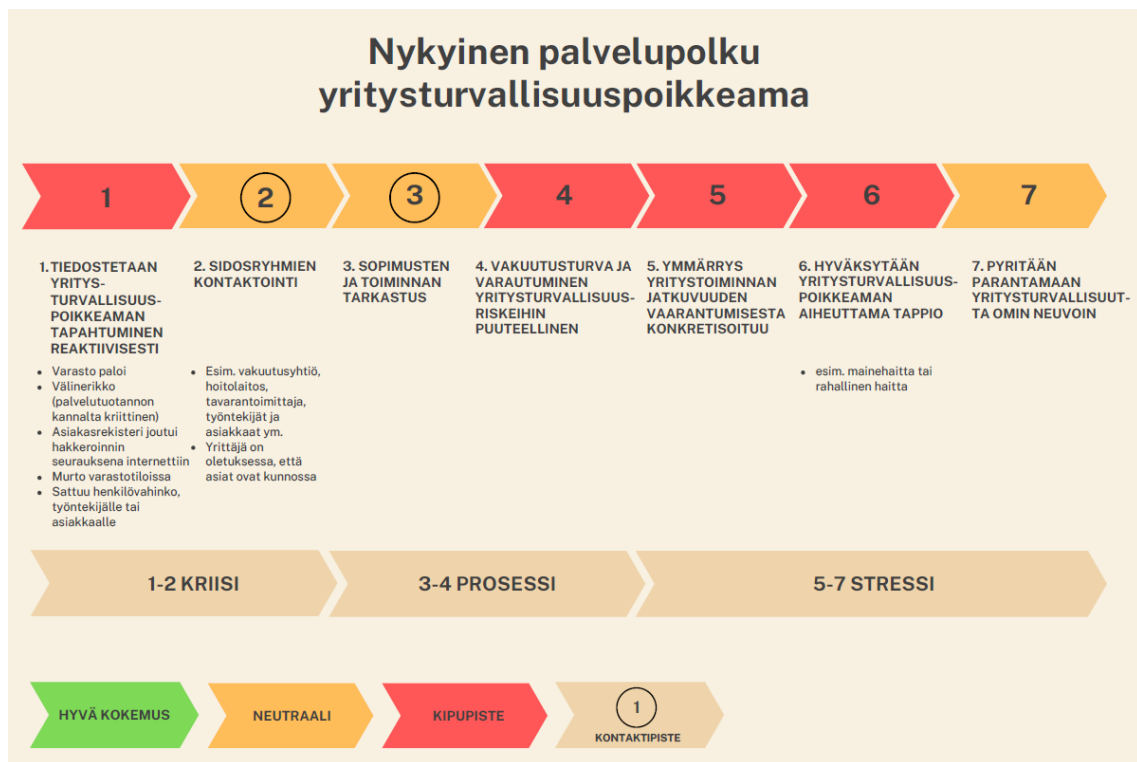 Nykyinen palvelupolku
yritysturvallisuuspoikkeama
1
2
3
4
5
6
7
1. TIEDOSTETAAN
YRITYS-
TURVALLISUUS-
POIKKEAMAN
TAPAHTUMINEN
REAKTIIVISESTI
• Varasto paloi
• Välinerikko
(palvelutuotannon
kannalta kriittinen)
• Asiakasrekisteri joutui
hakkeroinnin
seurauksena internettiin
• Murto varastotiloissa
• Sattuu henkilövahinko,
työntekijälle tai
asiakkaalle
2. SIDOSRYHMIEN
KONTAKTOINTI
• Esim. vakuutusyhtiö,
hoitolaitos,
tavarantoimittaja,
työntekijät ja
asiakkaat ym.
• Yrittäjä on
oletuksessa, että
asiat ovat kunnossa
3. SOPIMUSTEN
JA TOIMINNAN
TARKASTUS
4. VAKUUTUSTURVA JA
VARAUTUMINEN
YRITYSTURVALLISUUS-
RISKEIHIN
PUUTEELLINEN
5. YMMÄRRYS
YRITYSTOIMINNAN
JATKUVUUDEN
VAARANTUMISESTA
KONKRETISOITUU
6. HYVÄKSYTÄÄN
YRITYSTURVALLISUUS-
POIKKEAMAN
AIHEUTTAMA TAPPIO
• esim. mainehaitta tai
rahallinen haitta
7. PYRITÄÄN
PARANTAMAAN
YRITYSTURVALLISUUT-
TA OMIN NEUVOIN
1-2 KRIISI
3-4 PROSESSI
5-7 STRESSI
HYVÄ KOKEMUS
NEUTRAALI
KIPUPISTE
1
KONTAKTIPISTE